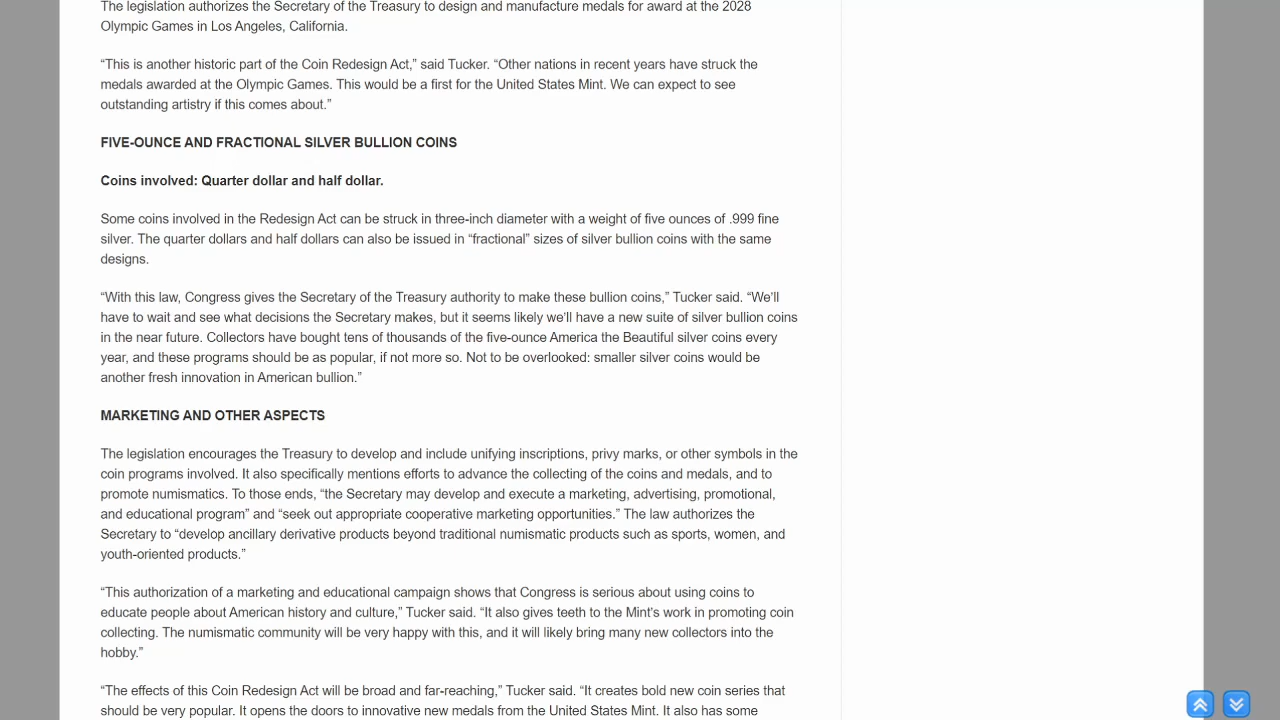 The legislation authorizes the Secretary of the Treasury to design and manufacture medals for award at the 2028
Olympic Games in Los Angeles, California.
“This is another historic part of the Coin Redesign Act,” said Tucker. “Other nations in recent years have struck the
medals awarded at the Olympic Games. This would be a first for the United States Mint. We can expect to see
outstanding artistry if this comes about.”
FIVE-OUNCE AND FRACTIONAL SILVER BULLION COINS
Coins involved: Quarter dollar and half dollar.
Some coins involved in the Redesign Act can be struck in three-inch diameter with a weight of five ounces of .999 fine
silver. The quarter dollars and half dollars can also be issued in “fractional” sizes of silver bullion coins with the same
designs.
“With this law, Congress gives the Secretary of the Treasury authority to make these bullion coins,” Tucker said. “We’ll
have to wait and see what decisions the Secretary makes, but it seems likely we’ll have a new suite of silver bullion coins
in the near future. Collectors have bought tens of thousands of the five-ounce America the Beautiful silver coins every
year, and these programs should be as popular, if not more so. Not to be overlooked: smaller silver coins would be
another fresh innovation in American bullion.”
MARKETING AND OTHER ASPECTS
The legislation encourages the Treasury to develop and include unifying inscriptions, privy marks, or other symbols in the
coin programs involved. It also specifically mentions efforts to advance the collecting of the coins and medals, and to
promote numismatics. To those ends, “the Secretary may develop and execute a marketing, advertising, promotional,
and educational program” and “seek out appropriate cooperative marketing opportunities.” The law authorizes the
Secretary to “develop ancillary derivative products beyond traditional numismatic products such as sports, women, and
youth-oriented products.”
“This authorization of a marketing and educational campaign shows that Congress is serious about using coins to
educate people about American history and culture,” Tucker said. “It also gives teeth to the Mint’s work in promoting coin
collecting. The numismatic community will be very happy with this, and it will likely bring many new collectors into the
hobby.”
“The effects of this Coin Redesign Act will be broad and far-reaching,” Tucker said. “It creates bold new coin series that
should be very popular. It opens the doors to innovative new medals from the United States Mint. It also has some